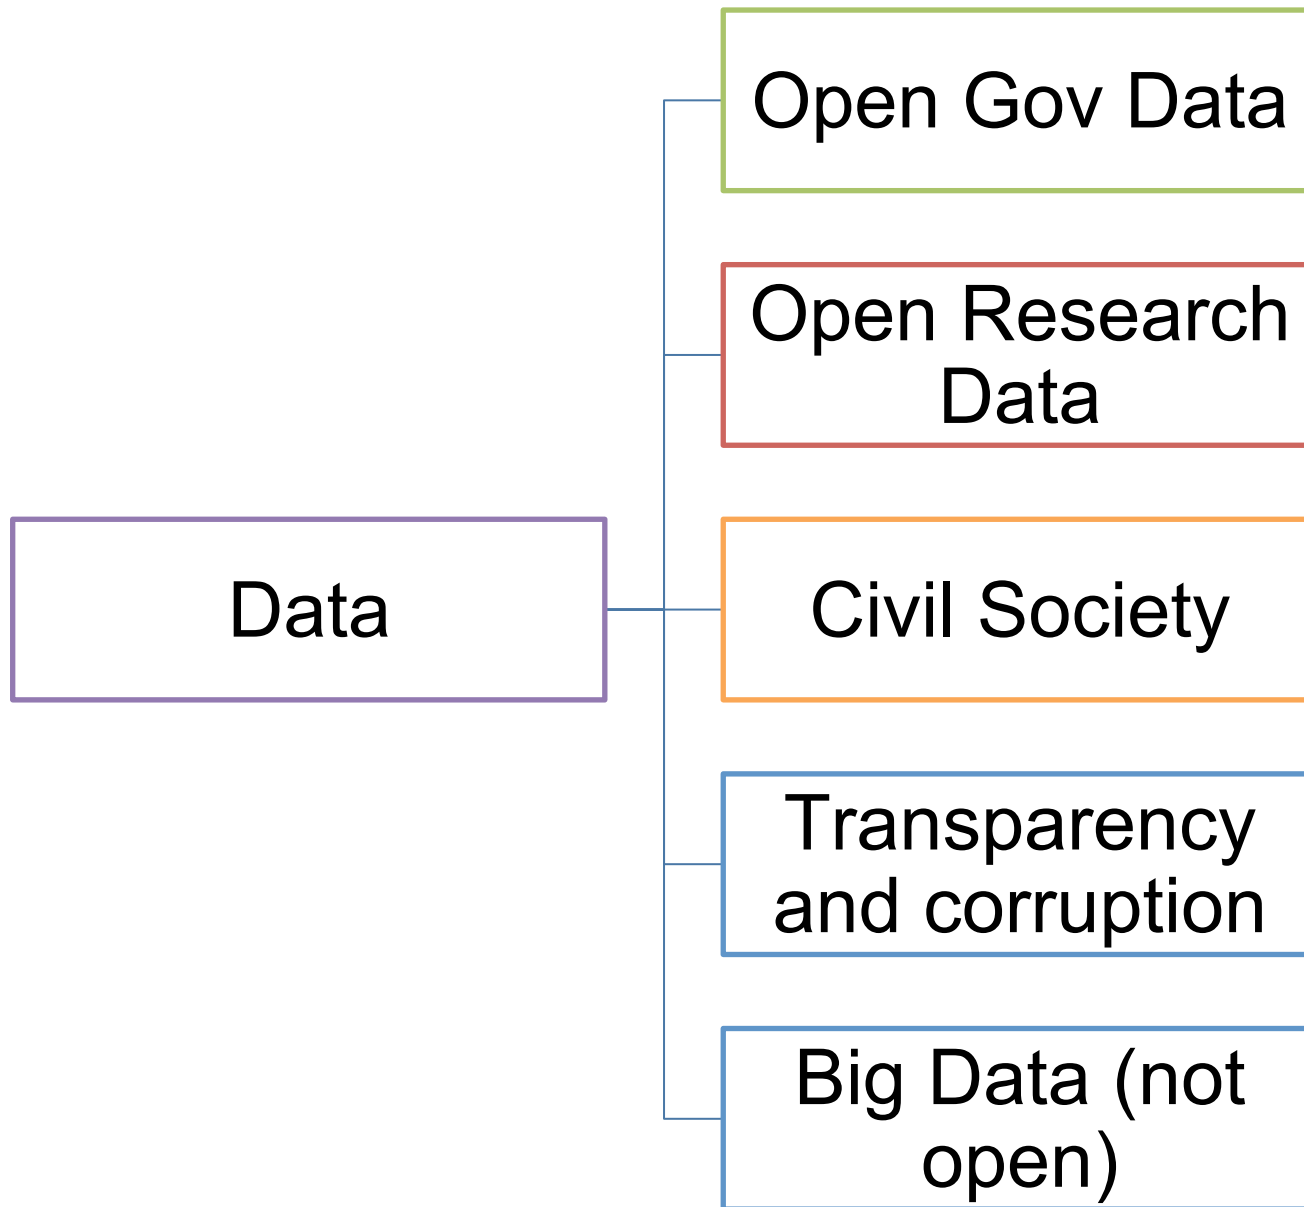 Open Gov Data
Open Research
Data
Data
Civil Society
Transparency
and corruption
Big Data (not
open)